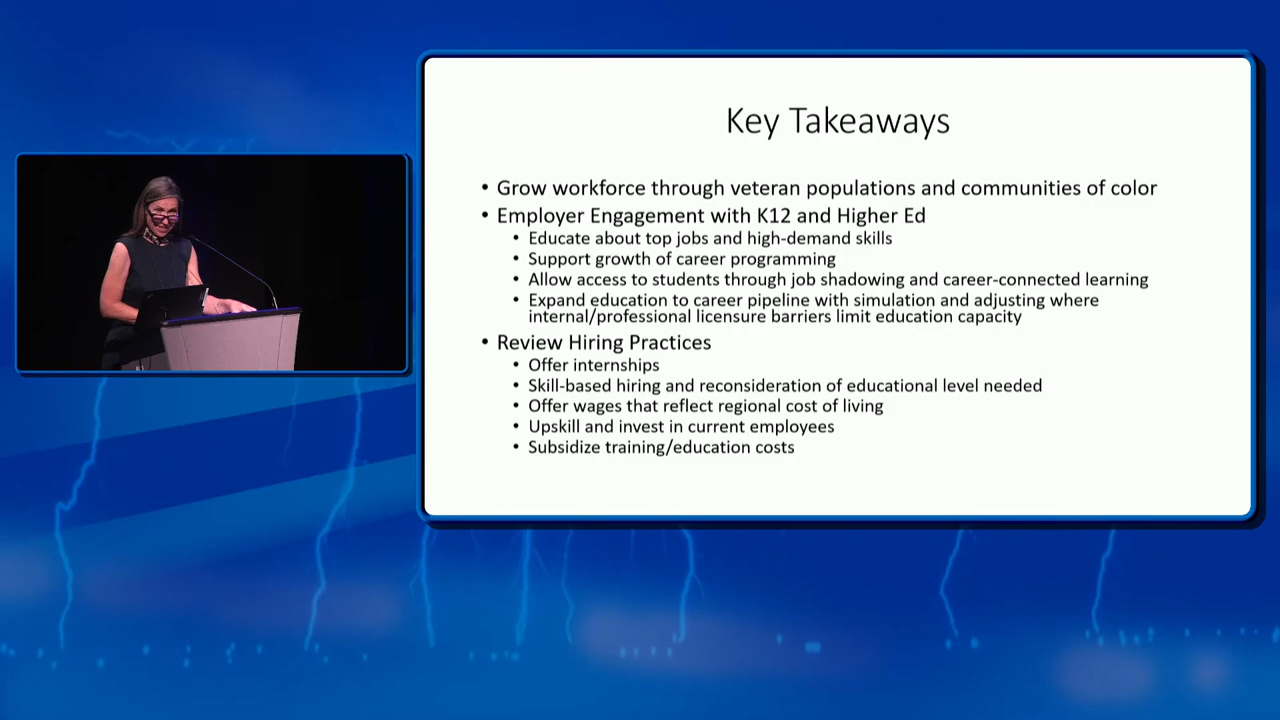 Key Takeaways
• Grow workforce through veteran populations and communities of color
• Employer Engagement with K12 and Higher Ed
• Educate about top jobs and high-demand skills
• Support growth of career programming
• Allow access to students through job shadowing and career-connected learning
• Expand education to career pipeline with simulation and adjusting where
internal/professional licensure barriers limit education capacity
• Review Hiring Practices
• Offer internships
• Skill-based hiring and reconsideration of educational level needed
• Offer wages that reflect regional cost of living
• Upskill and invest in current employees
• Subsidize training/education costs